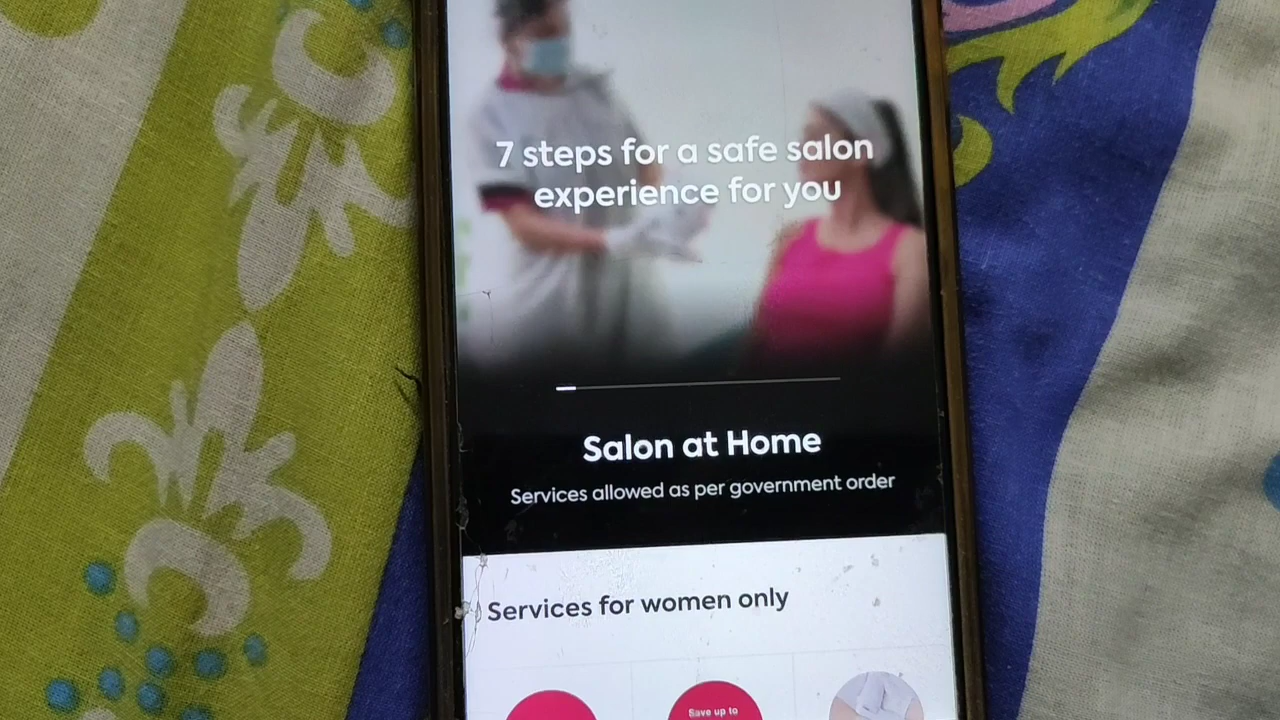 7 steps for a safe salon
experience for you
Salon at Home
Services allowed as per government order
Services for women only
Save up to